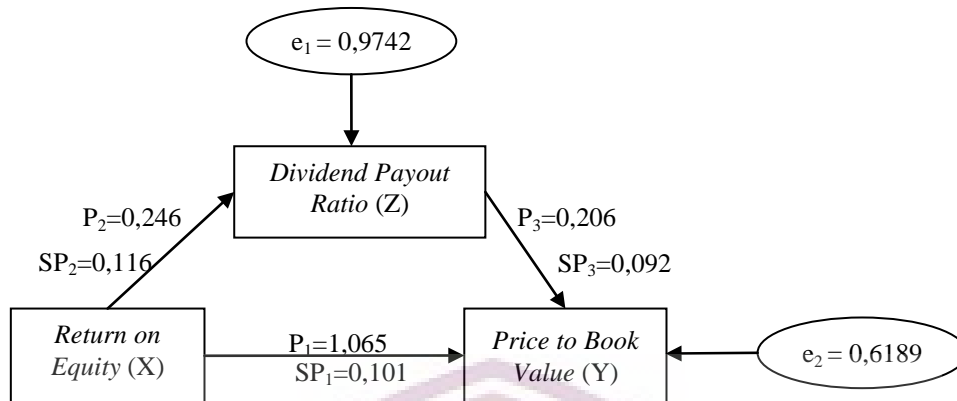 e₁ = 0,9742
Dividend Payout
Ratio (Z)
P₂=0,246
SP₂=0,116
P₃=0,206
SP₃=0,092
Return on
Equity (X)
P₁=1,065
SP₁=0,101
Price to Book
Value (Y)
e₂ = 0,6189